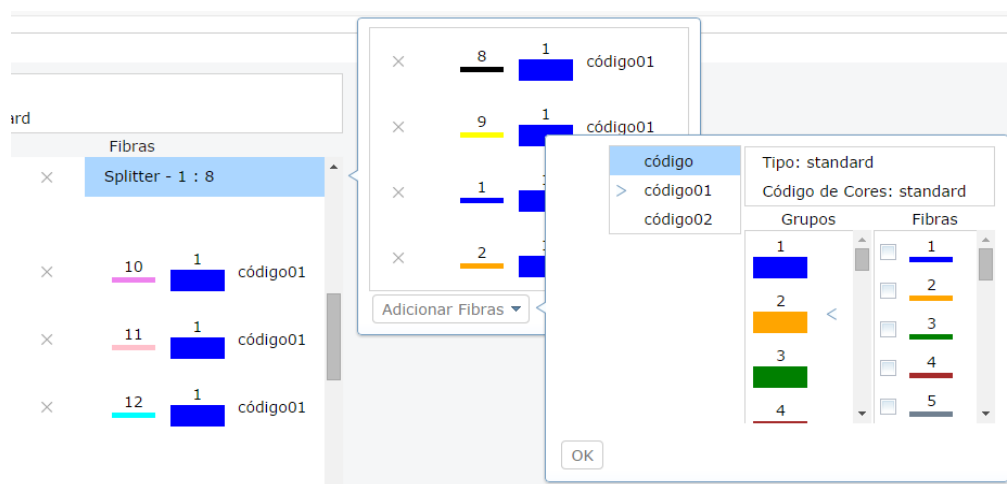 ard
Fibras
Splitter - 1 : 8
10 1 código01
11 1 código01
12 1 código01
8 1 código01
9 1 código01
1
2
Adicionar Fibras
código
> código01
código02
Tipo: standard
Código de Cores: standard
Grupos
1
2
3
4
<
Fibras
1
2
3
4
5
OK